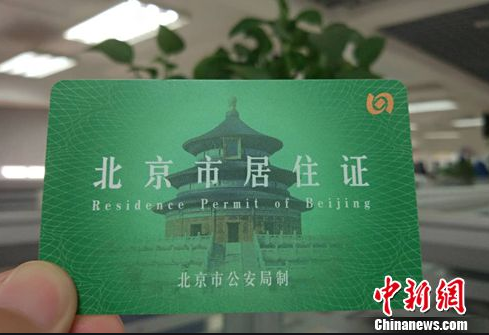 北京市居住证
Residence Permit of Beijing
北京市公安局制
中新网
Chinanews.com